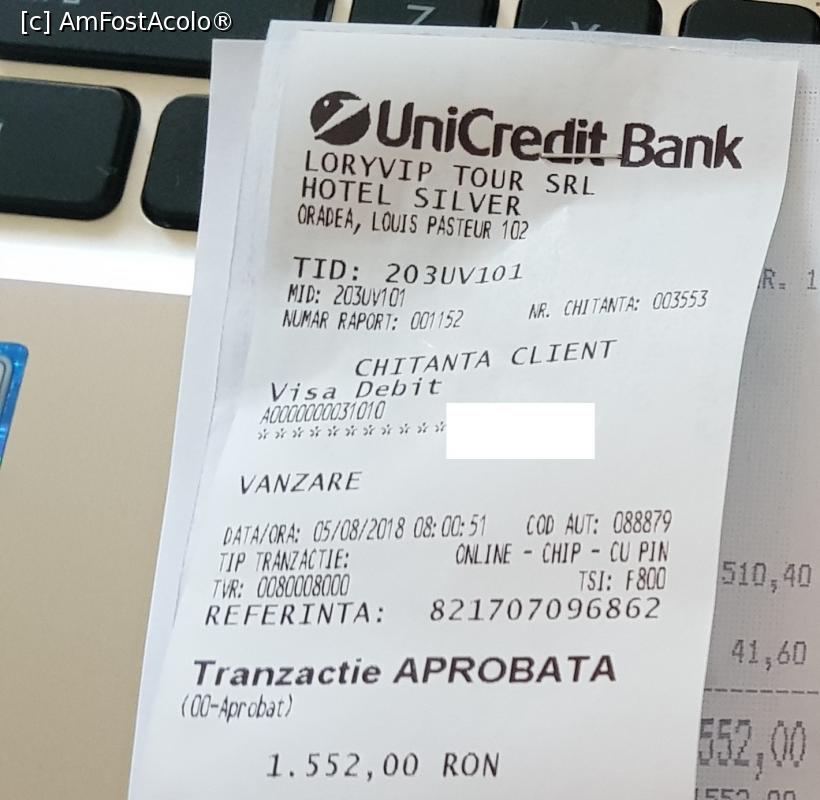 [c] AmFostAcolo®
Z
UniCredit Bank
LORYVIP TOUR SRL
HOTEL SILVER
ORADEA, LOUIS PASTEUR 102
TID: 203UV101
MID: 203UV101
NUMAR RAPORT: 001152 NR. CHITANTA: 003553
CHITANTA CLIENT
Visa Debit
A0000000031010
***********
VANZARE
DATA/ORA: 05/08/2018 08:00:51 COD AUT: 088879
TIP TRANZACTIE: ONLINE - CHIP - CU PIN
TVR: 0080008000 TSI: F800
REFERINTA: 821707096862
Tranzactie APROBATA
(00-Aprobat)
1.552,00 RON
R. 1
510,40
41,60
552,00